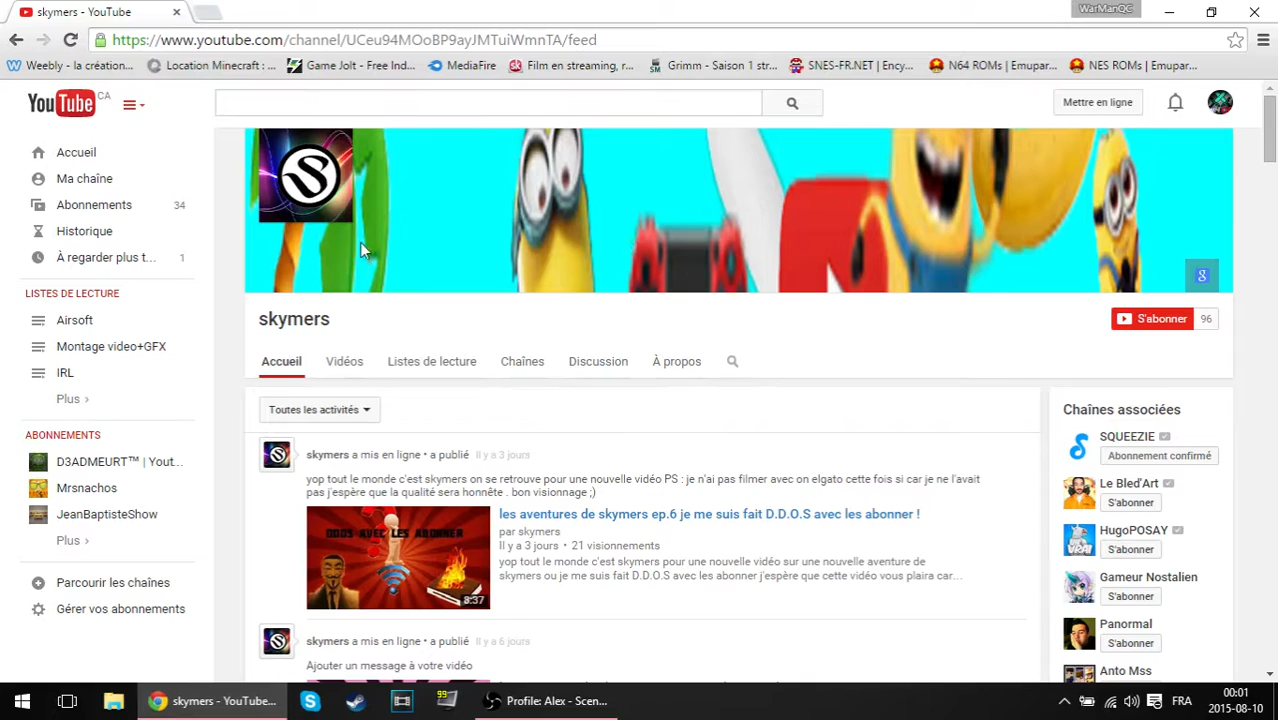 skymers - YouTube
WarManQC
https://www.youtube.com/channel/UCeu94MOoBP9ayJMTuiWmnTA/feed
Weebly - la création...
Location Minecraft : ...
Game Jolt - Free Ind...
MediaFire
Film en streaming, r...
Grimm - Saison 1 str...
SNES-FR.NET | Ency...
N64 ROMs | Emupar...
NES ROMs | Emupar...
YouTube CA
Mettre en ligne
Accueil
Ma chaîne
Abonnements 34
Historique
À regarder plus t... 1
LISTES DE LECTURE
Airsoft
Montage video+GFX
IRL
Plus ›
ABONNEMENTS
D3ADMEURT™ | Yout...
Mrsnachos
JeanBaptisteShow
Plus ›
Parcourir les chaînes
Gérer vos abonnements
S
g
skymers
S'abonner 96
Accueil Vidéos Listes de lecture Chaînes Discussion À propos
Toutes les activités
skymers a mis en ligne • a publié Il y a 3 jours
yop tout le monde c'est skymers on se retrouve pour une nouvelle vidéo PS : je n'ai pas filmer avec on elgato cette fois si car je ne l'avait
pas j'espère que la qualité sera honnête . bon visionnage ;)
DDOS AVEC LES ABONNER
8:37
les aventures de skymers ep.6 je me suis fait D.D.O.S avec les abonner !
par skymers
Il y a 3 jours • 21 visionnements
yop tout le monde c'est skymers pour une nouvelle vidéo sur une nouvelle aventure de
skymers ou je me suis fait D.D.O.S avec les abonner j'espère que cette vidéo vous plaira car...
skymers a mis en ligne • a publié Il y a 6 jours
Ajouter un message à votre vidéo
Chaînes associées
SQUEEZIE
Abonnement confirmé
Le Bled'Art
S'abonner
HugoPOSAY
S'abonner
Gameur Nostalien
S'abonner
Panormal
S'abonner
Anto Mss
skymers - YouTube...
99
Profile: Alex - Scen...
FRA
00:01
2015-08-10